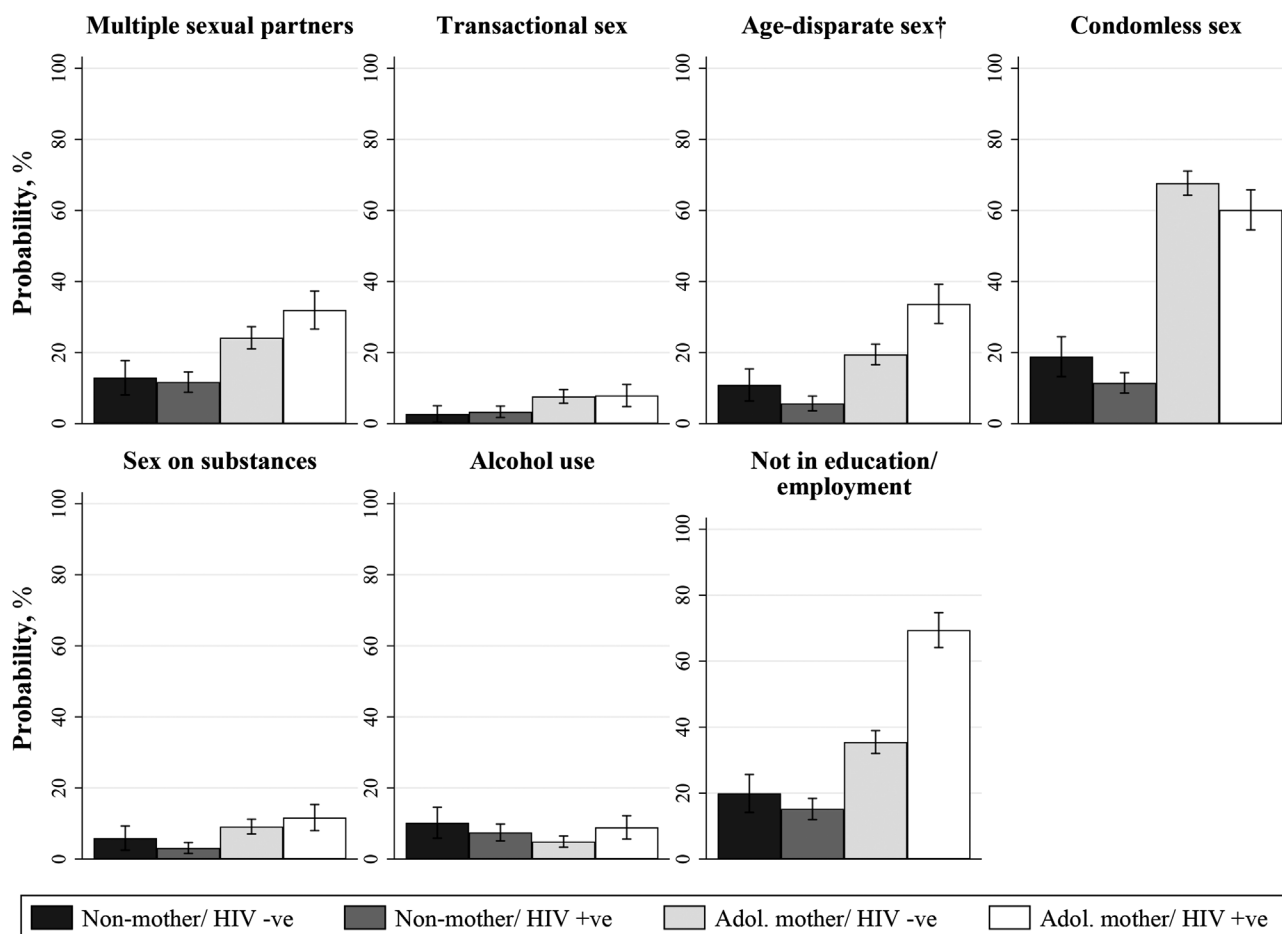 Multiple sexual partners
Transactional sex
Age-disparate sex†
Condomless sex
Probability, %
0 20 40 60 80 100
0 20 40 60 80 100
0 20 40 60 80 100
0 20 40 60 80 100
Sex on substances
Alcohol use
Not in education/
employment
Probability, %
0 20 40 60 80 100
0 20 40 60 80 100
0 20 40 60 80 100
Non-mother/ HIV -ve
Non-mother/ HIV +ve
Adol. mother/ HIV -ve
Adol. mother/ HIV +ve